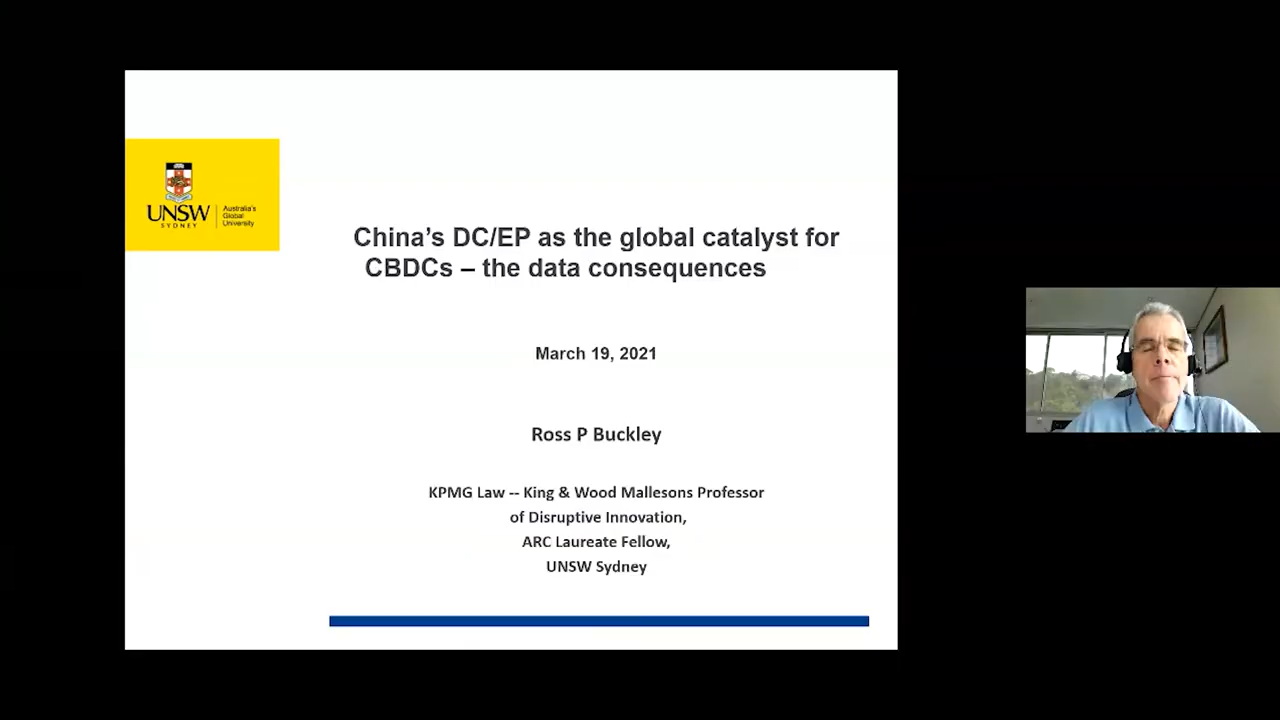 UNSW
SYDNEY
Australia's
Global
University
China’s DC/EP as the global catalyst for
CBDCs – the data consequences
March 19, 2021
Ross P Buckley
KPMG Law -- King & Wood Mallesons Professor
of Disruptive Innovation,
ARC Laureate Fellow,
UNSW Sydney